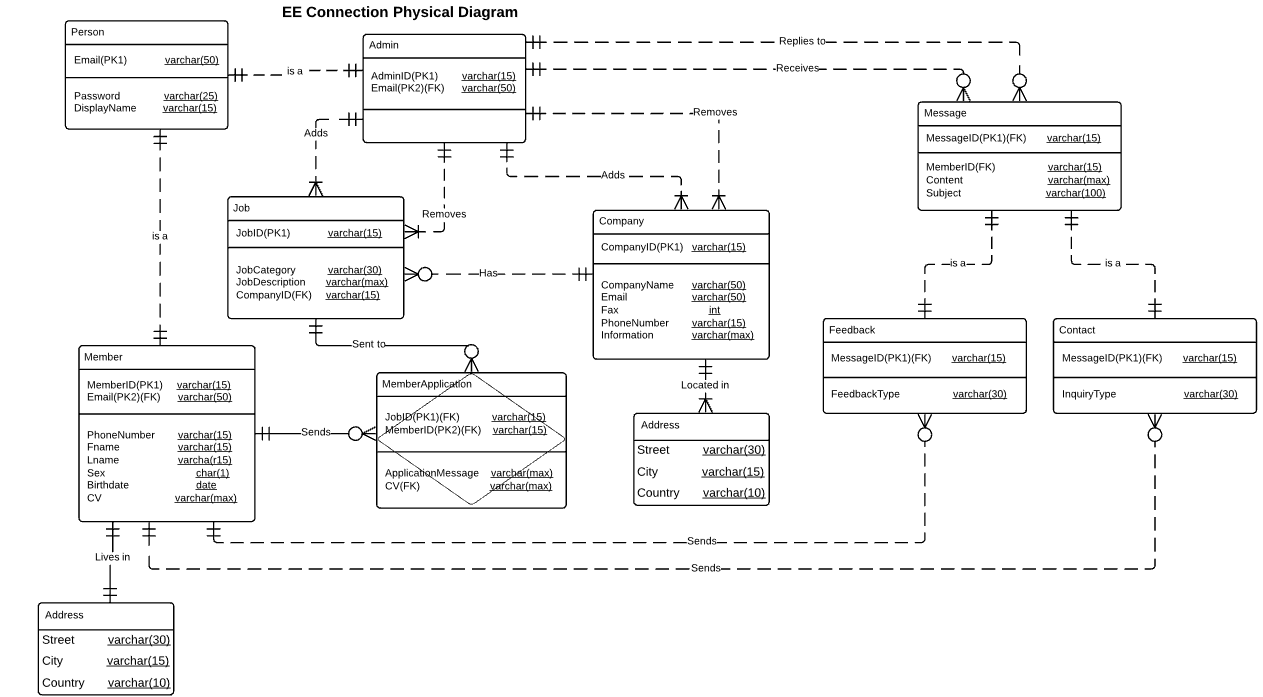 EE Connection Physical Diagram
Person
Email(PK1) varchar(50)
Password varchar(25)
DisplayName varchar(15)
is a
Admin
AdminID(PK1) varchar(15)
Email(PK2)(FK) varchar(50)
Replies to
Receives
Removes
Adds
Adds
Removes
Message
MessageID(PK1)(FK) varchar(15)
MemberID(FK) varchar(15)
Content varchar(max)
Subject varchar(100)
Job
JobID(PK1) varchar(15)
JobCategory varchar(30)
JobDescription varchar(max)
CompanyID(FK) varchar(15)
Has
Company
CompanyID(PK1) varchar(15)
CompanyName varchar(50)
Email varchar(50)
Fax int
PhoneNumber varchar(15)
Information varchar(max)
is a
is a
is a
Sent to
Located in
Feedback
MessageID(PK1)(FK) varchar(15)
FeedbackType varchar(30)
Contact
MessageID(PK1)(FK) varchar(15)
InquiryType varchar(30)
Member
MemberID(PK1) varchar(15)
Email(PK2)(FK) varchar(50)
PhoneNumber varchar(15)
Fname varchar(15)
Lname varcha(r15)
Sex char(1)
Birthdate date
CV varchar(max)
Sends
MemberApplication
JobID(PK1)(FK) varchar(15)
MemberID(PK2)(FK) varchar(15)
ApplicationMessage varchar(max)
CV(FK) varchar(max)
Address
Street varchar(30)
City varchar(15)
Country varchar(10)
Sends
Sends
Lives in
Address
Street varchar(30)
City varchar(15)
Country varchar(10)